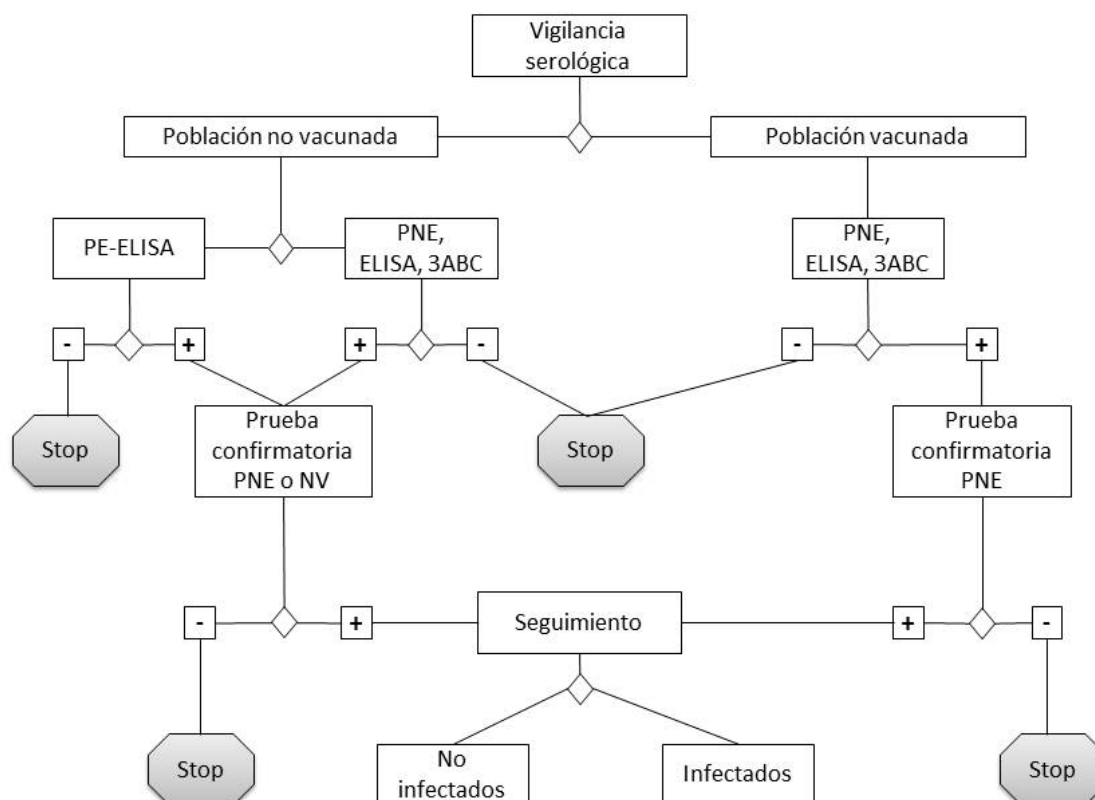 Vigilancia
serológica
Población no vacunada
Población vacunada
PE-ELISA
PNE,
ELISA, 3ABC
PNE,
ELISA, 3ABC
-
+
+
-
-
+
Stop
Prueba
confirmatoria
PNE o NV
Stop
Prueba
confirmatoria
PNE
-
+
Seguimiento
+
-
Stop
No
infectados
Infectados
Stop